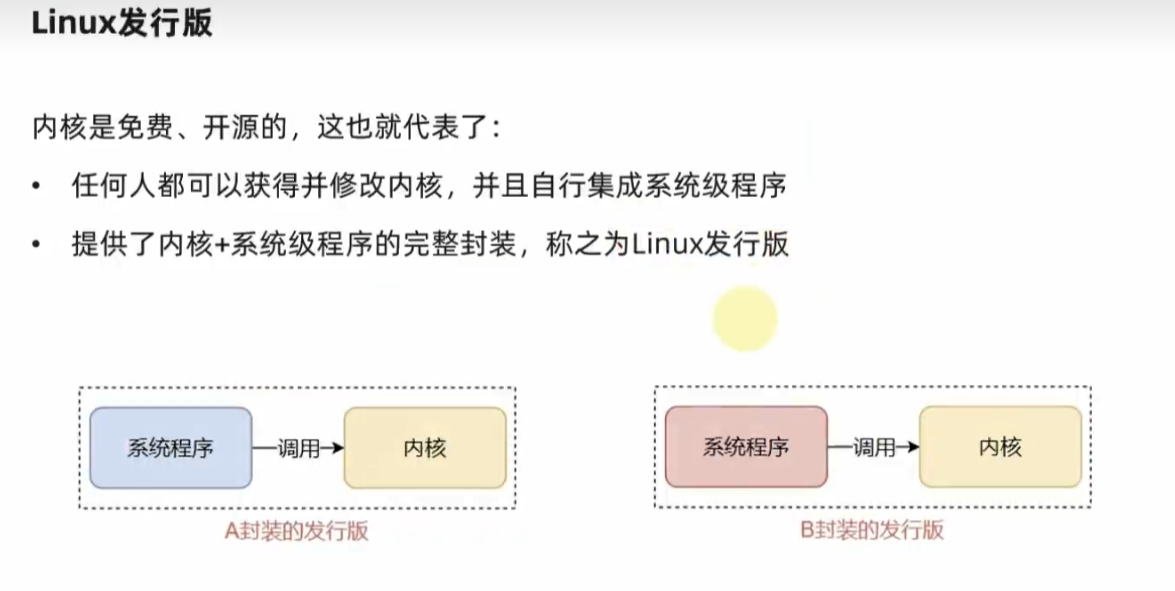 Linux发行版
内核是免费、开源的，这也就代表了：
• 任何人都可以获得并修改内核，并且自行集成系统级程序
• 提供了内核+系统级程序的完整封装，称之为Linux发行版
系统程序 调用 内核
A封装的发行版
系统程序 调用 内核
B封装的发行版